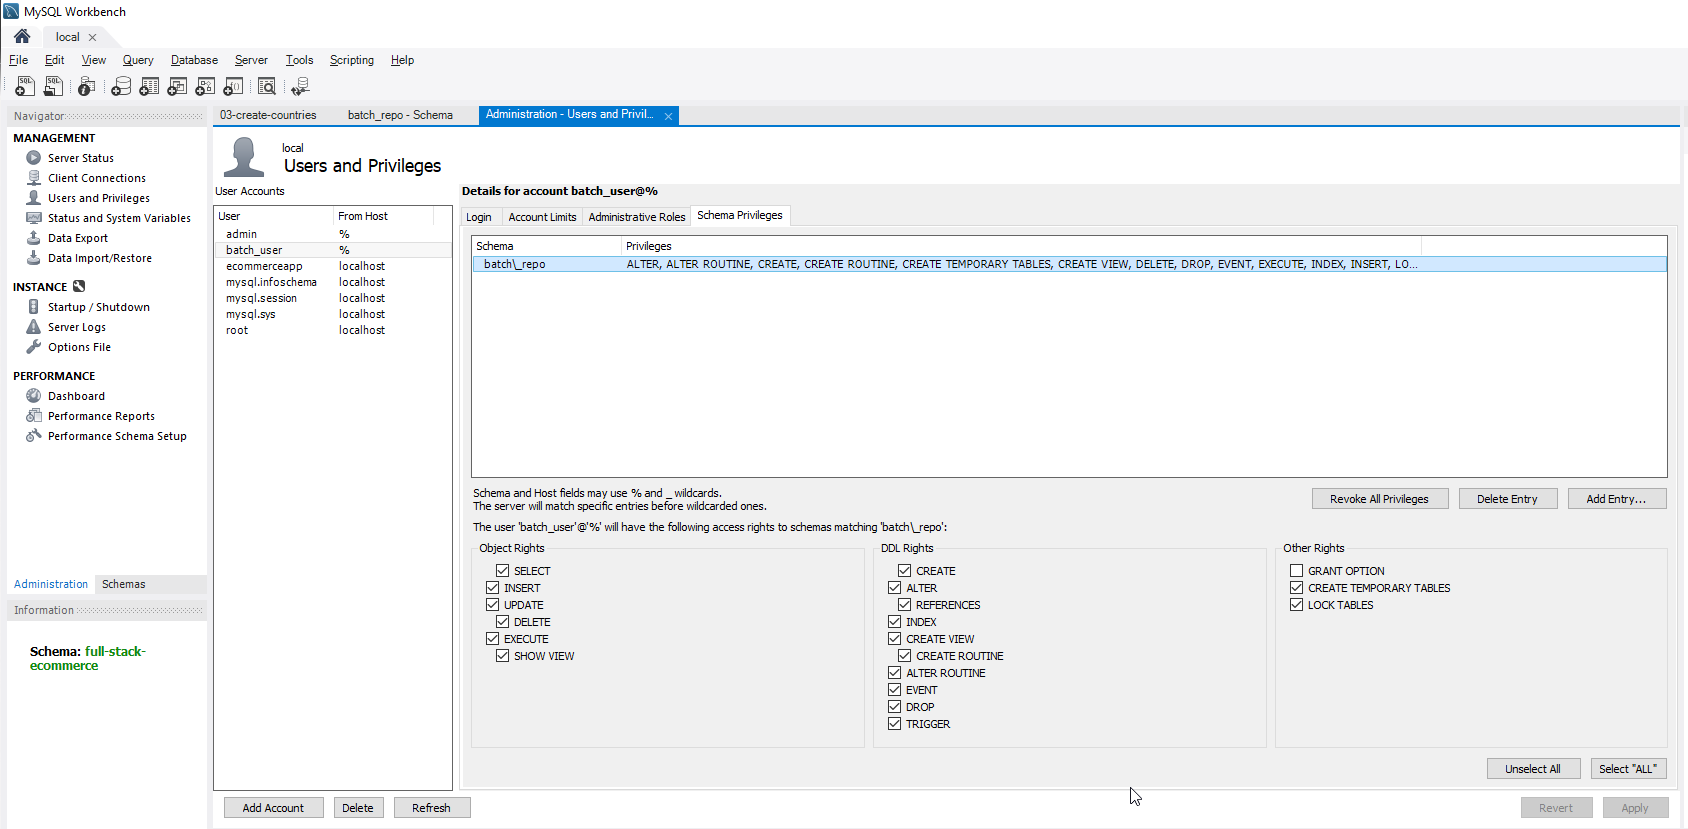 MySQL Workbench
local
File Edit View Query Database Server Tools Scripting Help
Navigator
MANAGEMENT
Server Status
Client Connections
Users and Privileges
Status and System Variables
Data Export
Data Import/Restore
INSTANCE
Startup / Shutdown
Server Logs
Options File
PERFORMANCE
Dashboard
Performance Reports
Performance Schema Setup
Administration Schemas
Information
Schema: full-stack-
ecommerce
03-create-countries batch_repo - Schema Administration - Users and Privil...
local
Users and Privileges
User Accounts
User From Host
admin %
batch_user %
ecommerceapp localhost
mysql.infoschema localhost
mysql.session localhost
mysql.sys localhost
root localhost
Add Account Delete Refresh
Details for account batch_user@%
Login Account Limits Administrative Roles Schema Privileges
Schema Privileges
batch\_repo ALTER, ALTER ROUTINE, CREATE, CREATE ROUTINE, CREATE TEMPORARY TABLES, CREATE VIEW, DELETE, DROP, EVENT, EXECUTE, INDEX, INSERT, LO...
Schema and Host fields may use % and _ wildcards.
The server will match specific entries before wildcarded ones.
Revoke All Privileges Delete Entry Add Entry...
The user 'batch_user'@'%' will have the following access rights to schemas matching 'batch\_repo':
Object Rights
SELECT
INSERT
UPDATE
DELETE
EXECUTE
SHOW VIEW
DDL Rights
CREATE
ALTER
REFERENCES
INDEX
CREATE VIEW
CREATE ROUTINE
ALTER ROUTINE
EVENT
DROP
TRIGGER
Other Rights
GRANT OPTION
CREATE TEMPORARY TABLES
LOCK TABLES
Unselect All Select "ALL"
Revert Apply